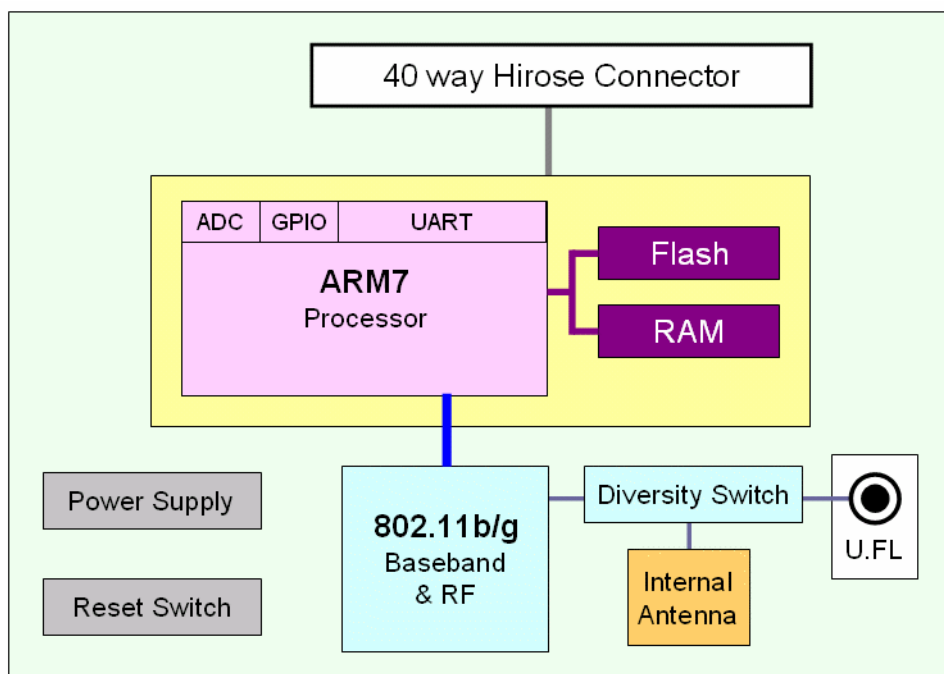 40 way Hirose Connector
ADC GPIO UART
ARM7
Processor
Flash
RAM
Power Supply
Reset Switch
802.11b/g
Baseband
& RF
Diversity Switch
U.FL
Internal
Antenna